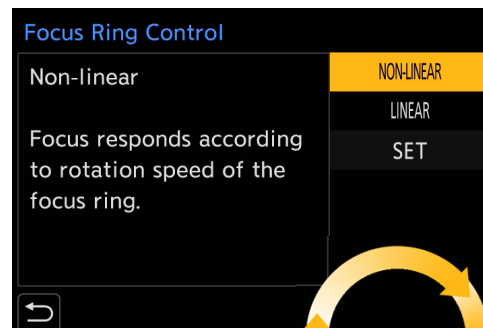 Focus Ring Control
Non-linear
Focus responds according
to rotation speed of the
focus ring.
NON-LINEAR
LINEAR
SET